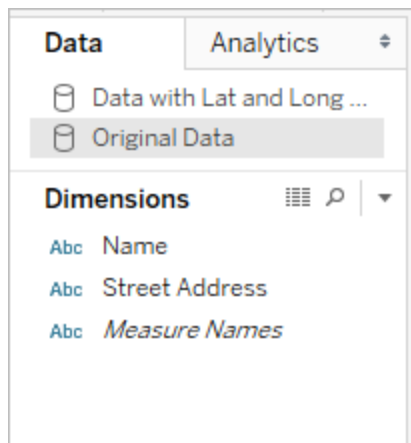 Data Analytics
Data with Lat and Long ...
Original Data
Dimensions
Abc Name
Abc Street Address
Abc Measure Names